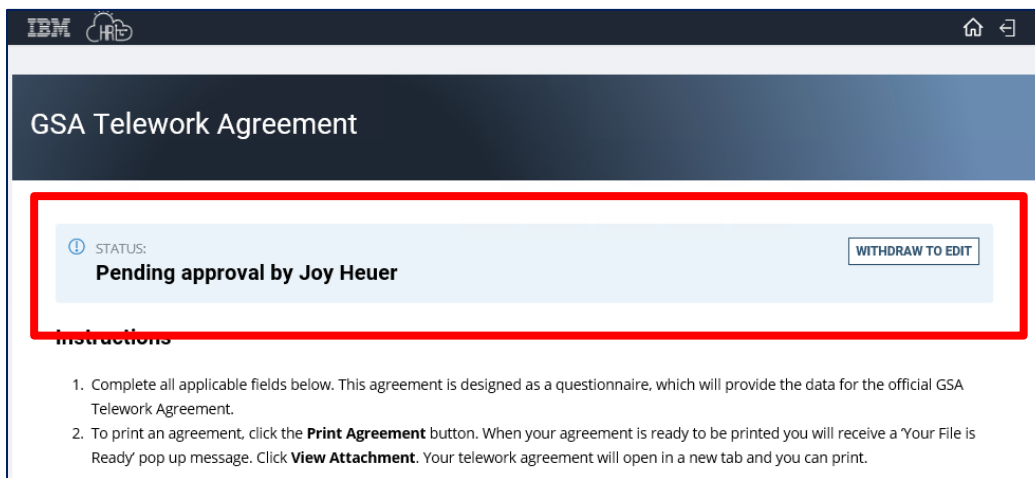 IBM HR
GSA Telework Agreement
STATUS:
WITHDRAW TO EDIT
Pending approval by Joy Heuer
Instructions
1. Complete all applicable fields below. This agreement is designed as a questionnaire, which will provide the data for the official GSA
Telework Agreement.
2. To print an agreement, click the Print Agreement button. When your agreement is ready to be printed you will receive a ‘Your File is
Ready’ pop up message. Click View Attachment. Your telework agreement will open in a new tab and you can print.